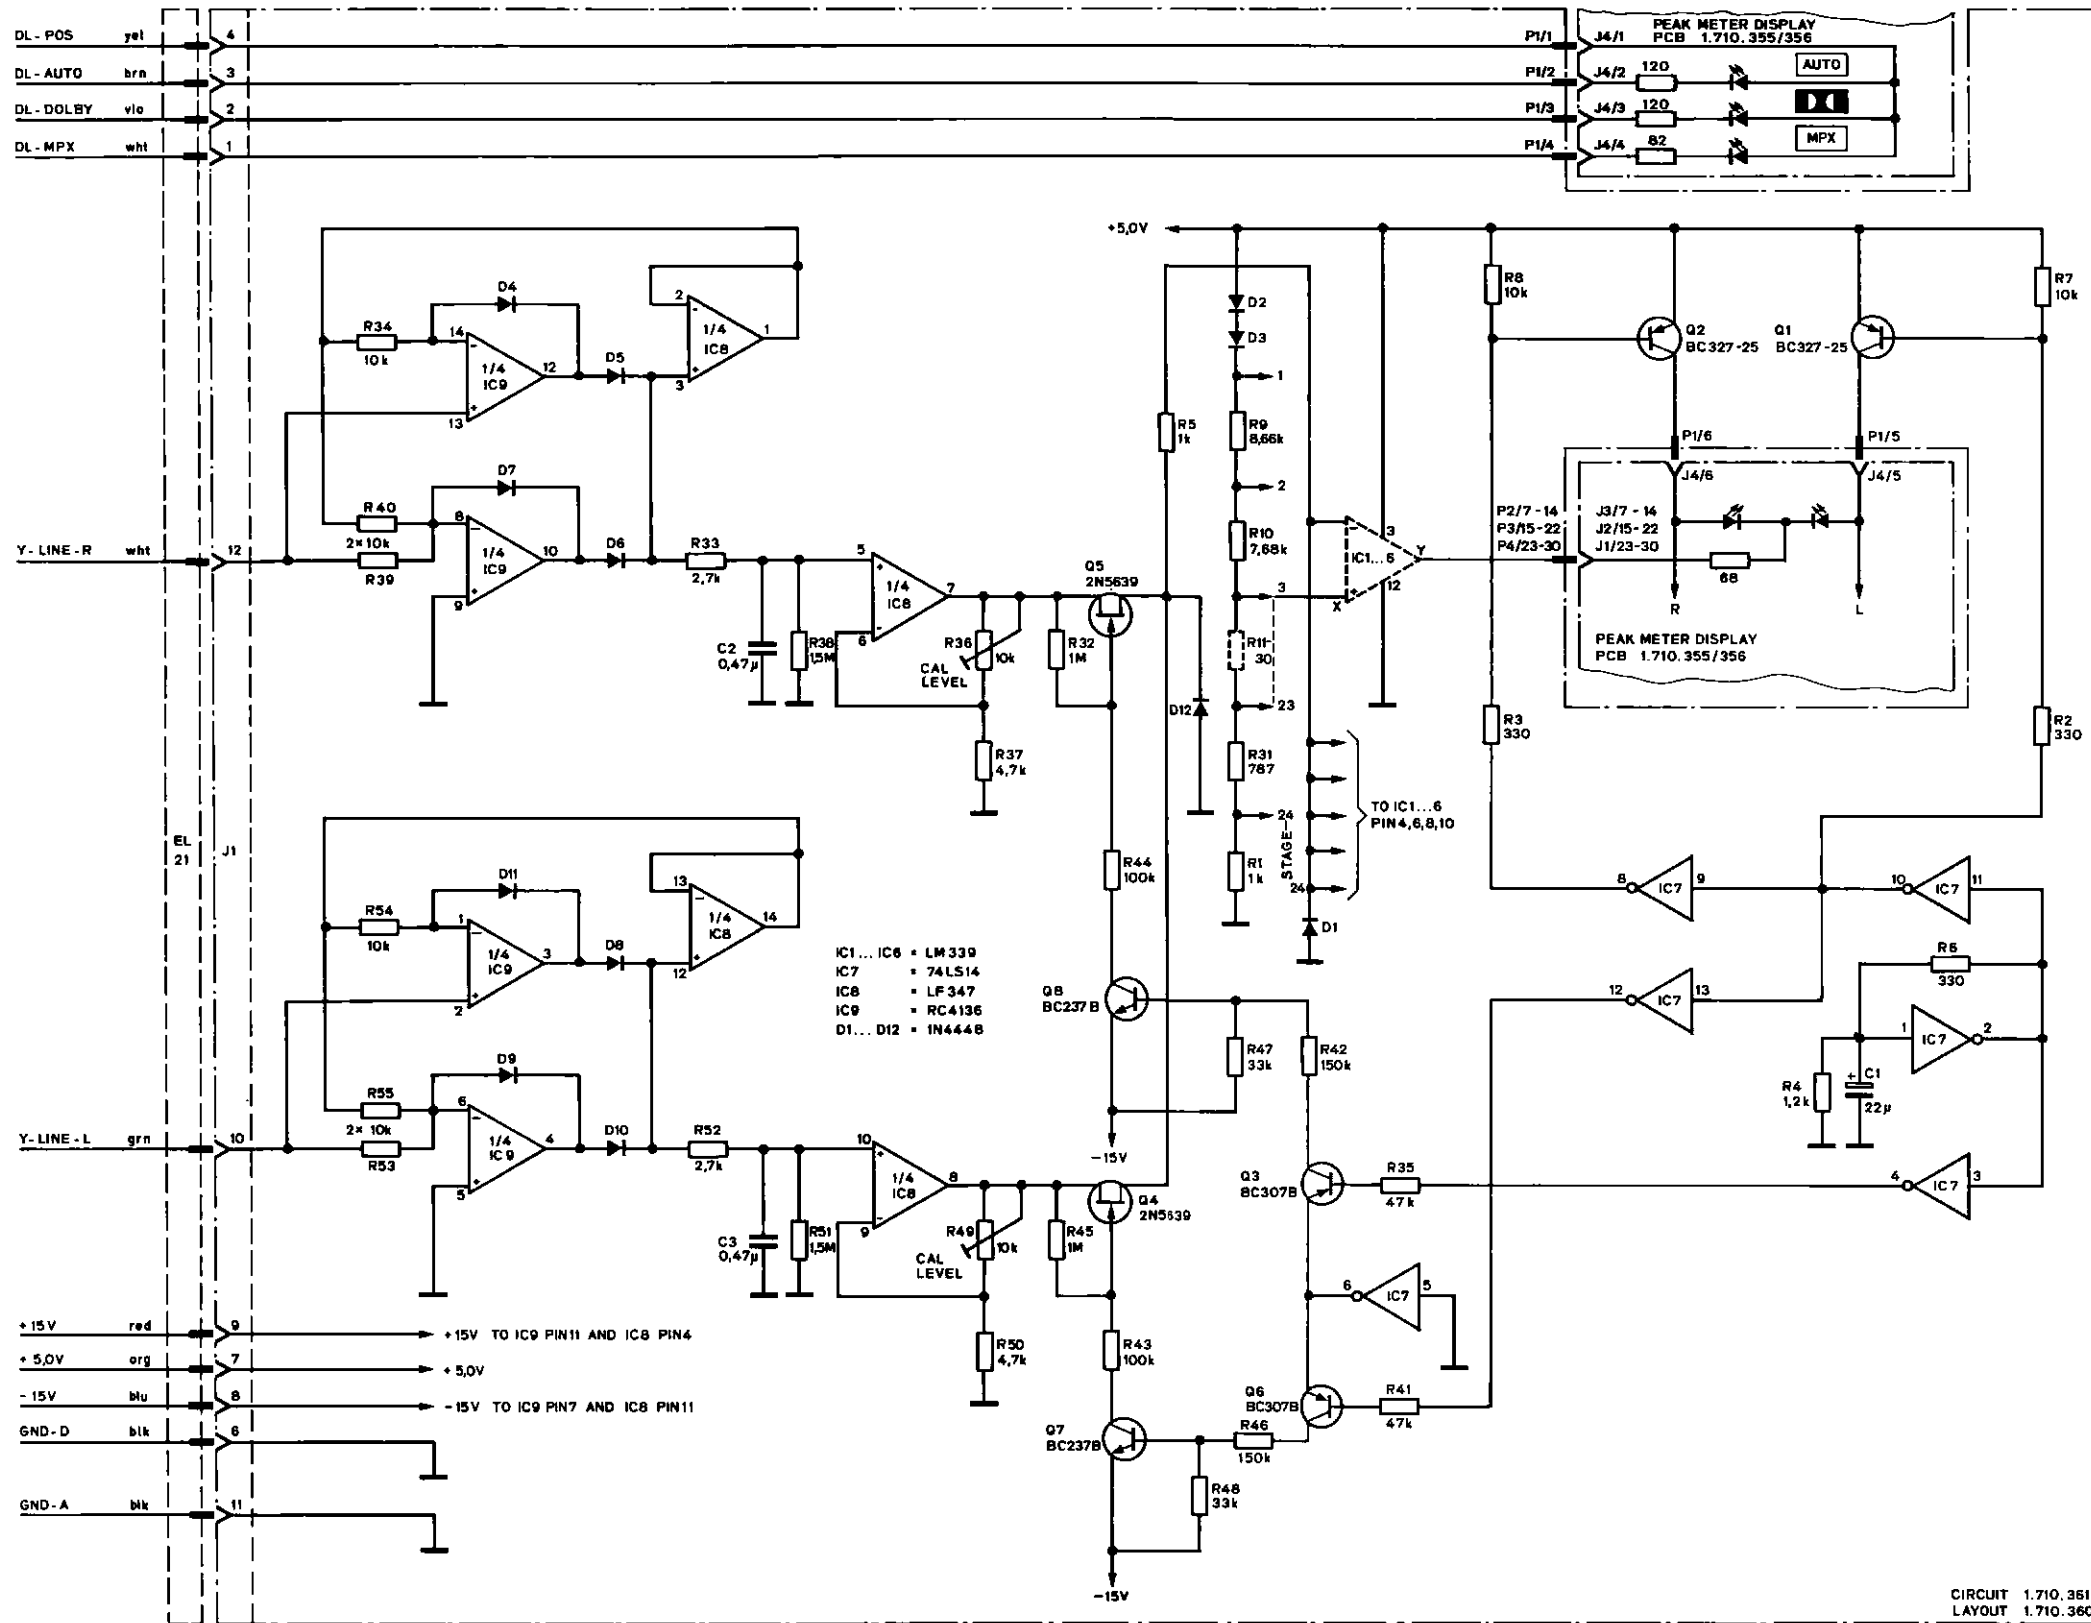 DL-POS yel 4
DL-AUTO brn 3
DL-DOLBY vio 2
DL-MPX wht 1
P1/1 J4/1
P1/2 J4/2 120
P1/3 J4/3 120
P1/4 J4/4 82
PEAK METER DISPLAY
PCB 1.710.355/356
AUTO
MPX
+5,0V
D4
R34
10k
14
13
12
1/4
IC9
D5
2
3
1
1/4
IC8
D7
R40
2×10k
R39
8
9
10
1/4
IC9
D6
R33
2,7k
Y-LINE-R wht 12
C2
0,47µ
R38
1,5M
5
6
7
1/4
IC8
R36
10k
CAL
LEVEL
R37
4,7k
R32
1M
Q5
2N5639
R5
1k
D12
D2
D3
1
R9
8,66k
2
R10
7,68k
3
R11-
30
23
R31
787
24
R1
1k
STAGE
24
D1
TO IC1...6
PIN4,6,8,10
IC1...6
3
12
X
Y
R8
10k
R7
10k
Q2
BC327-25
Q1
BC327-25
P1/6
P1/5
J4/6
J4/5
P2/7-14 J3/7-14
P3/15-22 J2/15-22
P4/23-30 J1/23-30
68
R
L
PEAK METER DISPLAY
PCB 1.710.355/356
R3
330
R2
330
EL
21
J1
D11
R54
10k
1
2
3
1/4
IC9
D8
13
12
14
1/4
IC8
D9
R55
2×10k
R53
6
5
4
1/4
IC9
D10
R52
2,7k
Y-LINE-L grn 10
C3
0,47µ
R51
1,5M
10
9
8
1/4
IC8
R49
10k
CAL
LEVEL
R50
4,7k
R45
1M
Q4
2N5639
IC1...IC6 = LM339
IC7 = 74LS14
IC8 = LF347
IC9 = RC4136
D1...D12 = 1N4448
R44
100k
Q8
BC237B
R47
33k
R42
150k
-15V
Q3
BC307B
R35
47k
8 IC7 9
10 IC7 11
12 IC7 13
R6
330
1 IC7 2
R4
1,2k
+ C1
22µ
4 IC7 3
6 IC7 5
R43
100k
Q6
BC307B
R41
47k
R46
150k
Q7
BC237B
R48
33k
-15V
+15V red 9 +15V TO IC9 PIN11 AND IC8 PIN4
+5,0V org 7 +5,0V
-15V blu 8 -15V TO IC9 PIN7 AND IC8 PIN11
GND-D blk 6
GND-A blk 11
CIRCUIT 1.710.361
LAYOUT 1.710.360